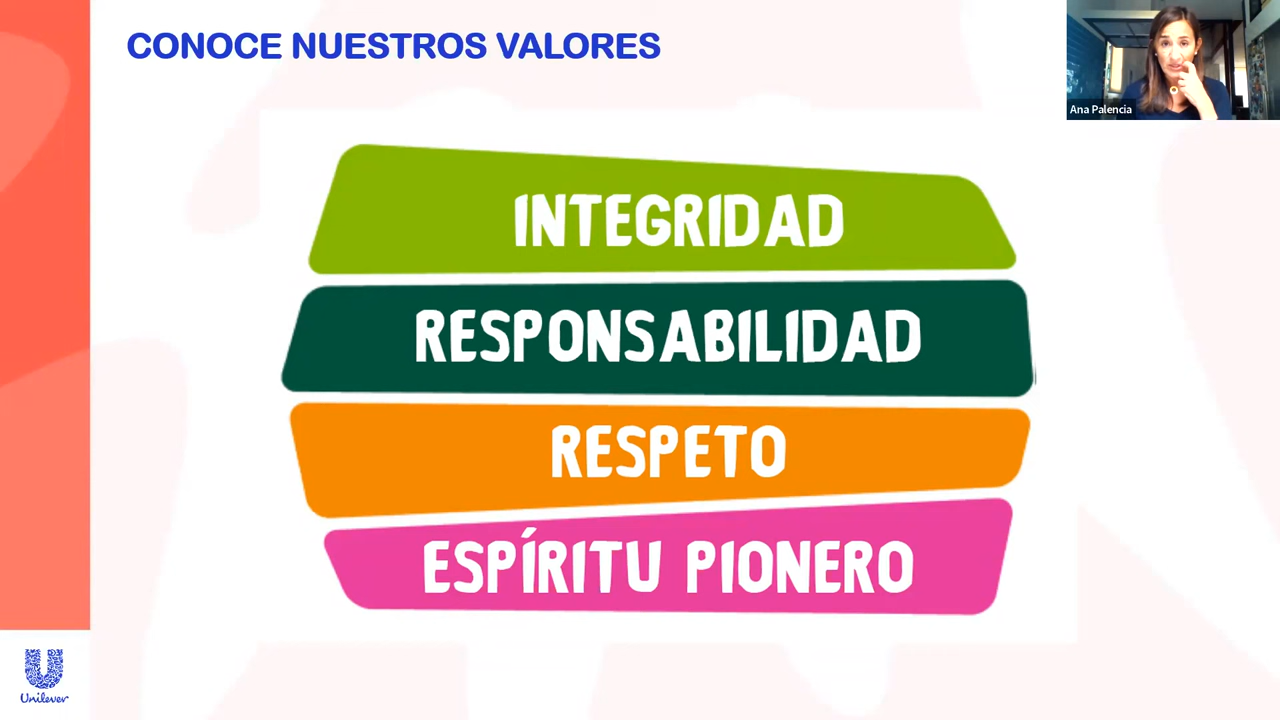 CONOCE NUESTROS VALORES
Ana Palencia
INTEGRIDAD
RESPONSABILIDAD
RESPETO
ESPÍRITU PIONERO
Unilever